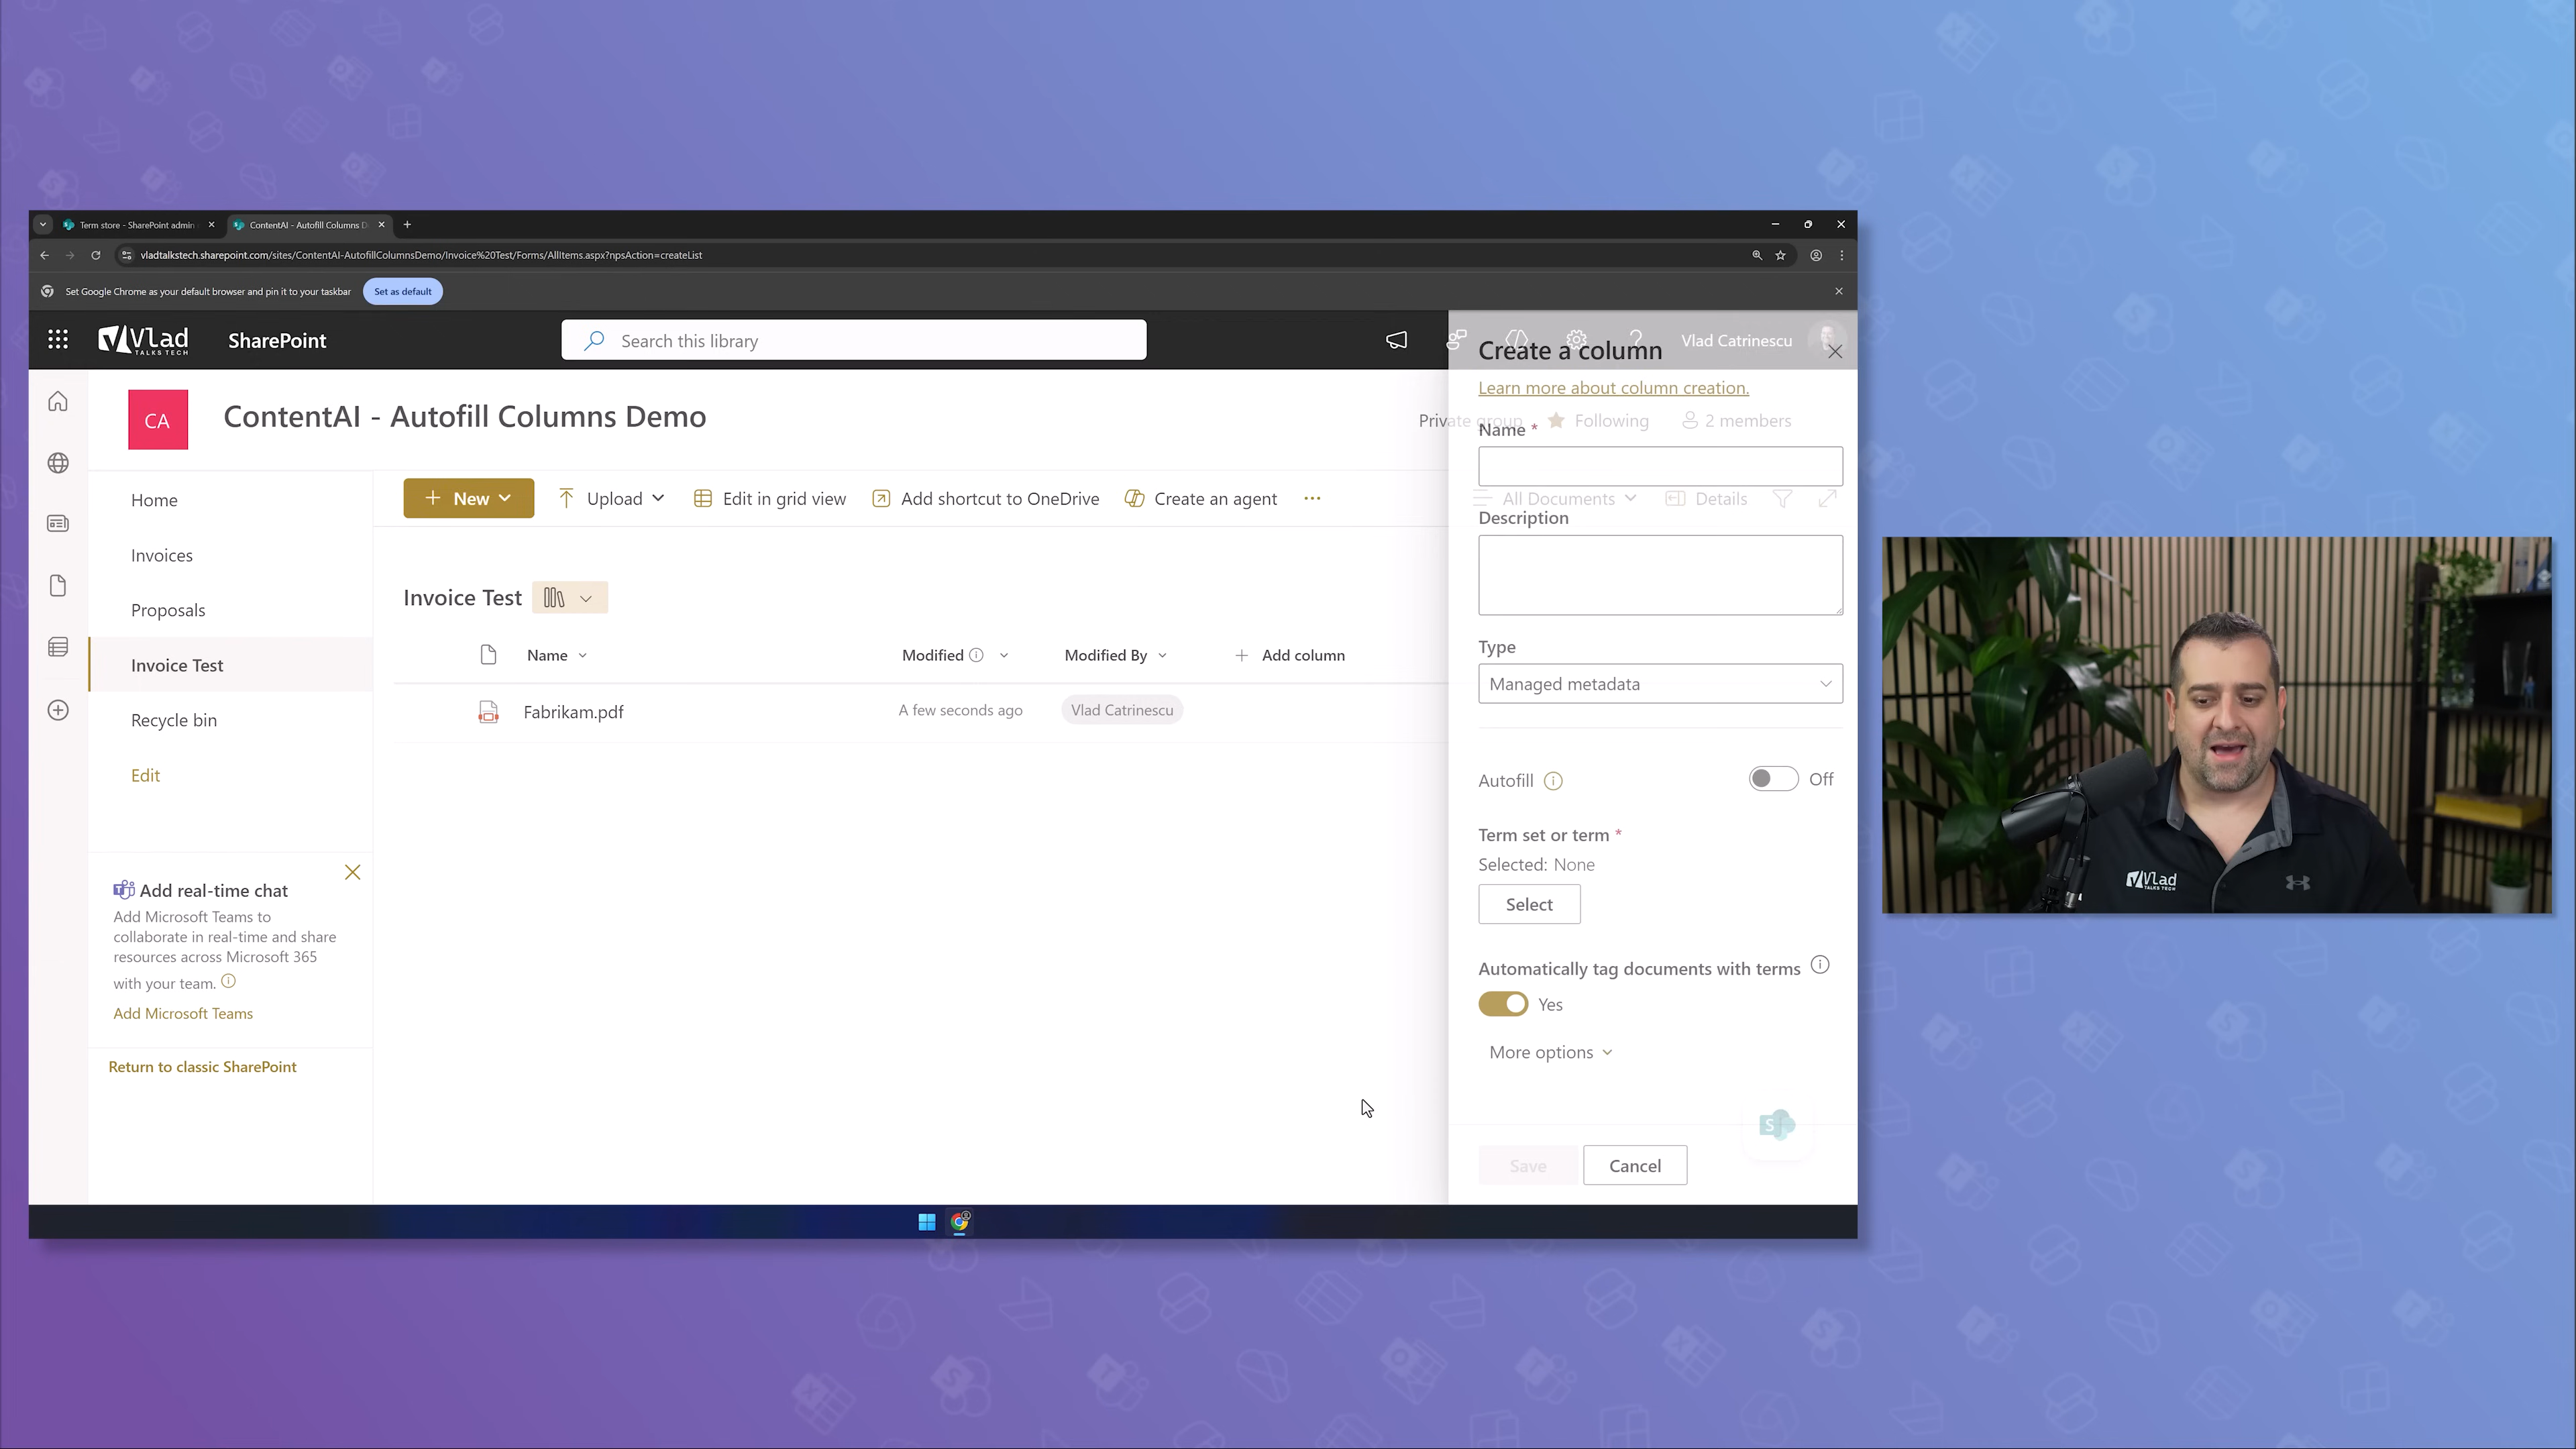 Term store - SharePoint admin
ContentAI - Autofill Columns D
vladtalkstech.sharepoint.com/sites/ContentAI-AutofillColumnsDemo/Invoice%20Test/Forms/AllItems.aspx?npsAction=createList
Set Google Chrome as your default browser and pin it to your taskbar
Set as default
Vlad
TALKS TECH
SharePoint
Search this library
Vlad Catrinescu
CA
ContentAI - Autofill Columns Demo
Private group
Following
2 members
Home
Invoices
Proposals
Invoice Test
Recycle bin
Edit
Add real-time chat
Add Microsoft Teams to
collaborate in real-time and share
resources across Microsoft 365
with your team.
Add Microsoft Teams
Return to classic SharePoint
New
Upload
Edit in grid view
Add shortcut to OneDrive
Create an agent
All Documents
Details
Invoice Test
Name
Modified
Modified By
Add column
Fabrikam.pdf
A few seconds ago
Vlad Catrinescu
Create a column
Learn more about column creation.
Name *
Description
Type
Managed metadata
Autofill
Off
Term set or term *
Selected: None
Select
Automatically tag documents with terms
Yes
More options
Save
Cancel
Vlad
TALKS TECH